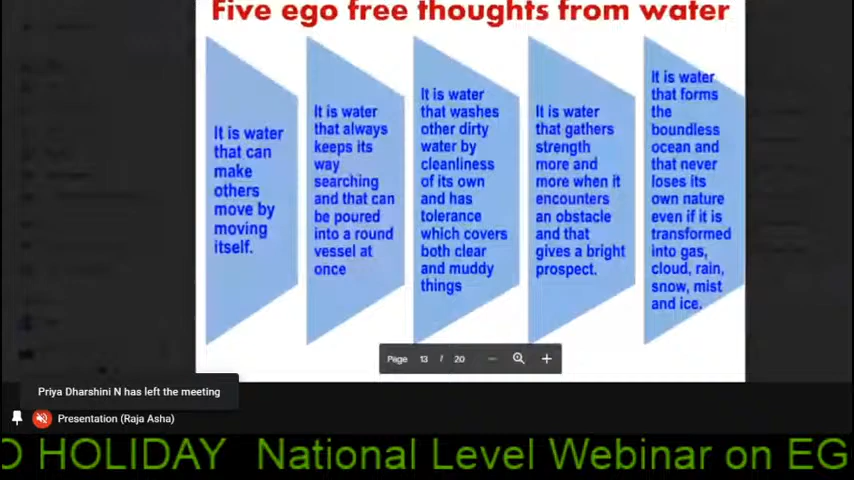 Five ego free thoughts from water
It is water
that can
make
others
move by
moving
itself.
It is water
that always
keeps its
way
searching
and that can
be poured
into a round
vessel at
once
It is water
that washes
other dirty
water by
cleanliness
of its own
and has
tolerance
which covers
both clear
and muddy
things
It is water
that gathers
strength
more and
more when it
encounters
an obstacle
and that
gives a bright
prospect.
It is water
that forms
the
boundless
ocean and
that never
loses its
own nature
even if it is
transformed
into gas,
cloud, rain,
snow, mist
and ice.
Page 13 / 20
Priya Dharshini N has left the meeting
Presentation (Raja Asha)
O HOLIDAY National Level Webinar on EG